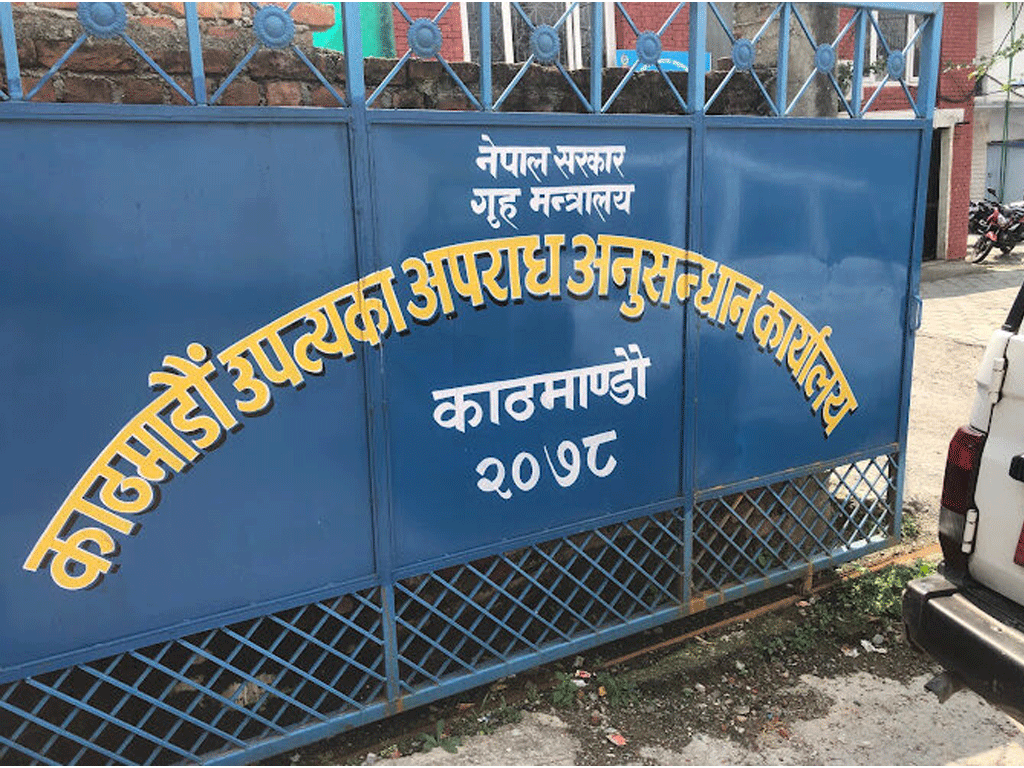 नेपाल सरकार
गृह मन्त्रालय
काठमाडौं उपत्यका अपराध अनुसन्धान कार्यालय
काठमाण्डौ
२०७८